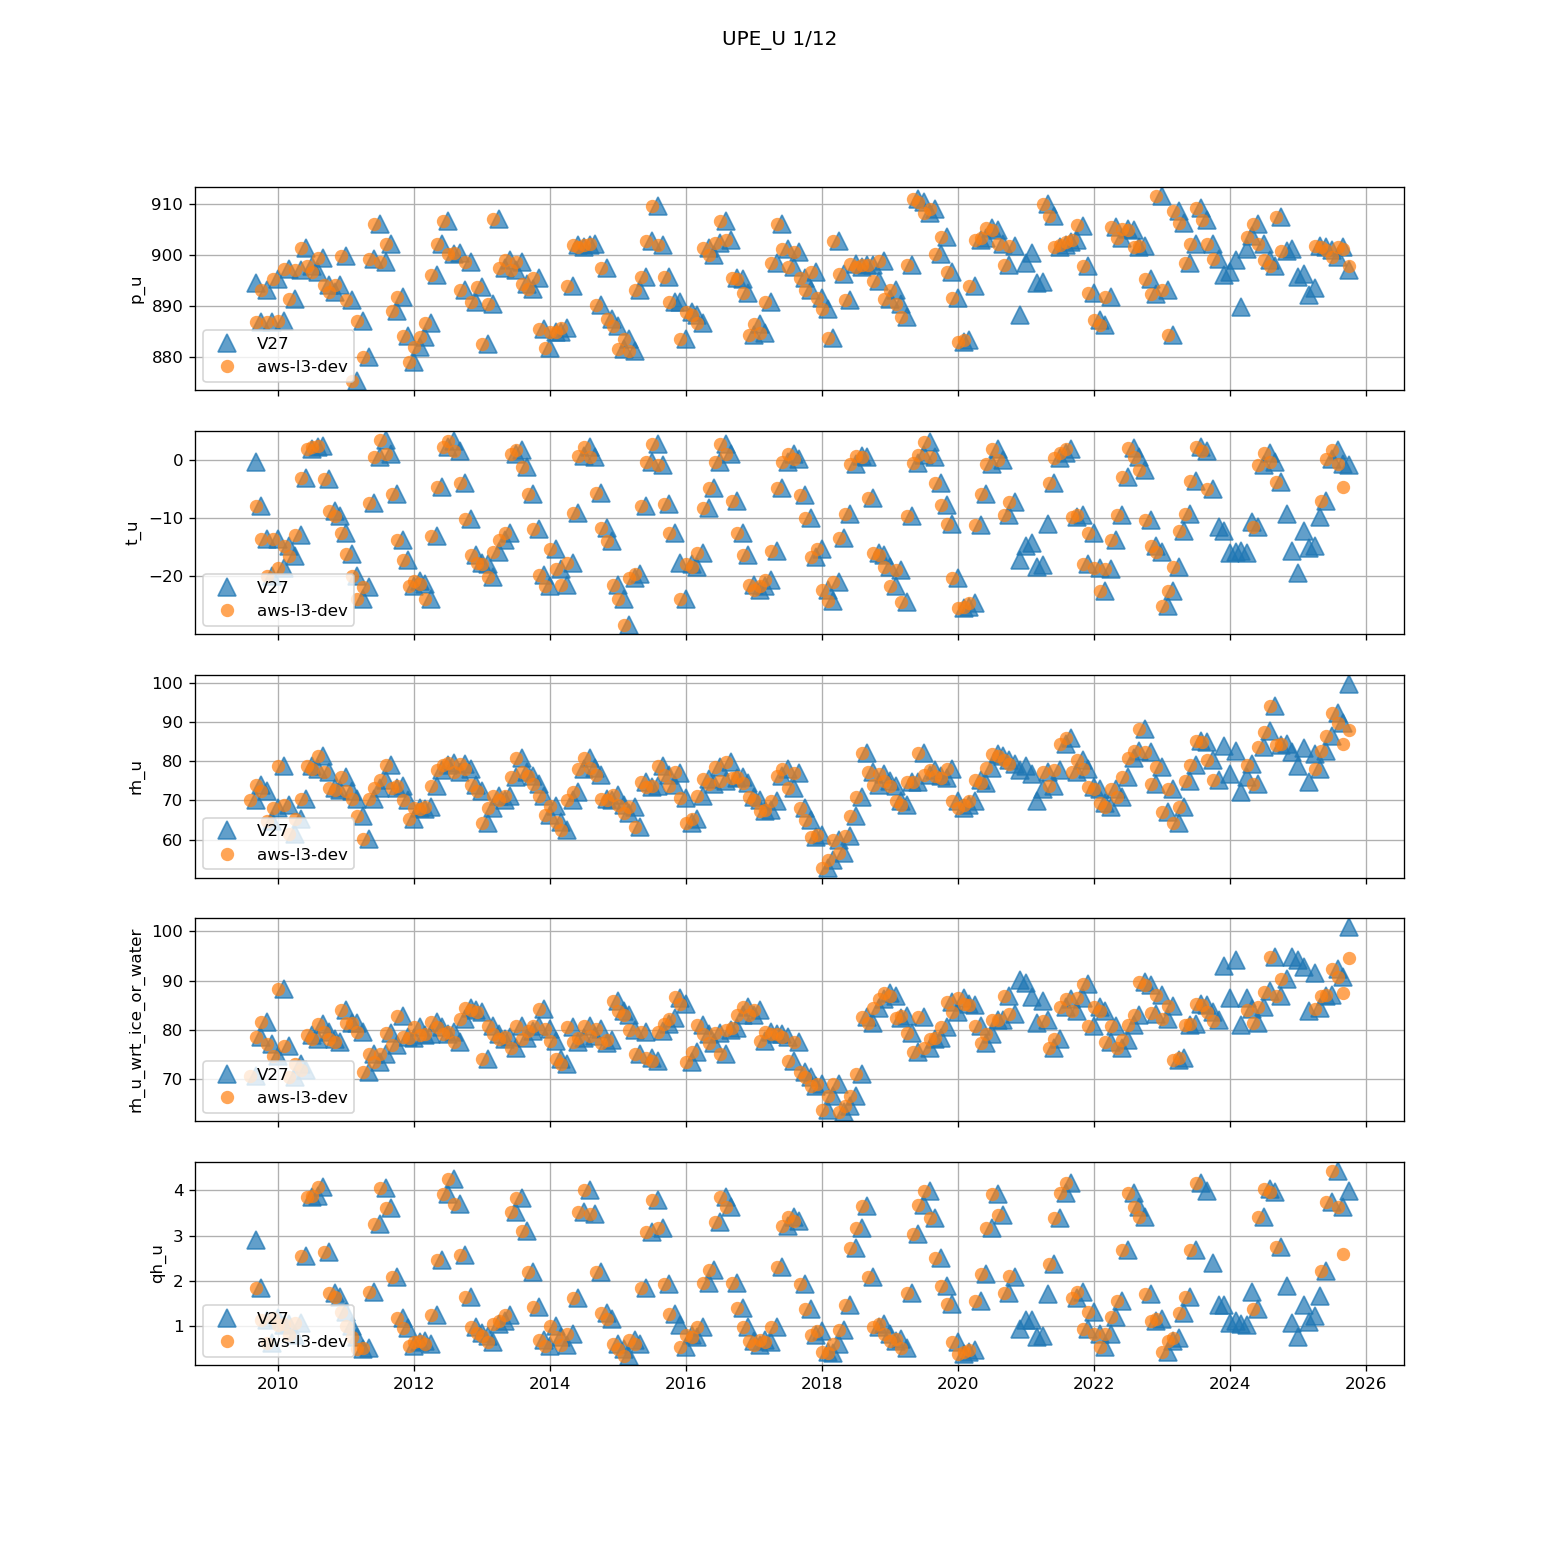 UPE_U 1/12
910
900
890
880
p_u
V27
aws-l3-dev
0
−10
−20
t_u
V27
aws-l3-dev
100
90
80
70
60
rh_u
V27
aws-l3-dev
100
90
80
70
rh_u_wrt_ice_or_water
V27
aws-l3-dev
4
3
2
1
qh_u
V27
aws-l3-dev
2010 2012 2014 2016 2018 2020 2022 2024 2026